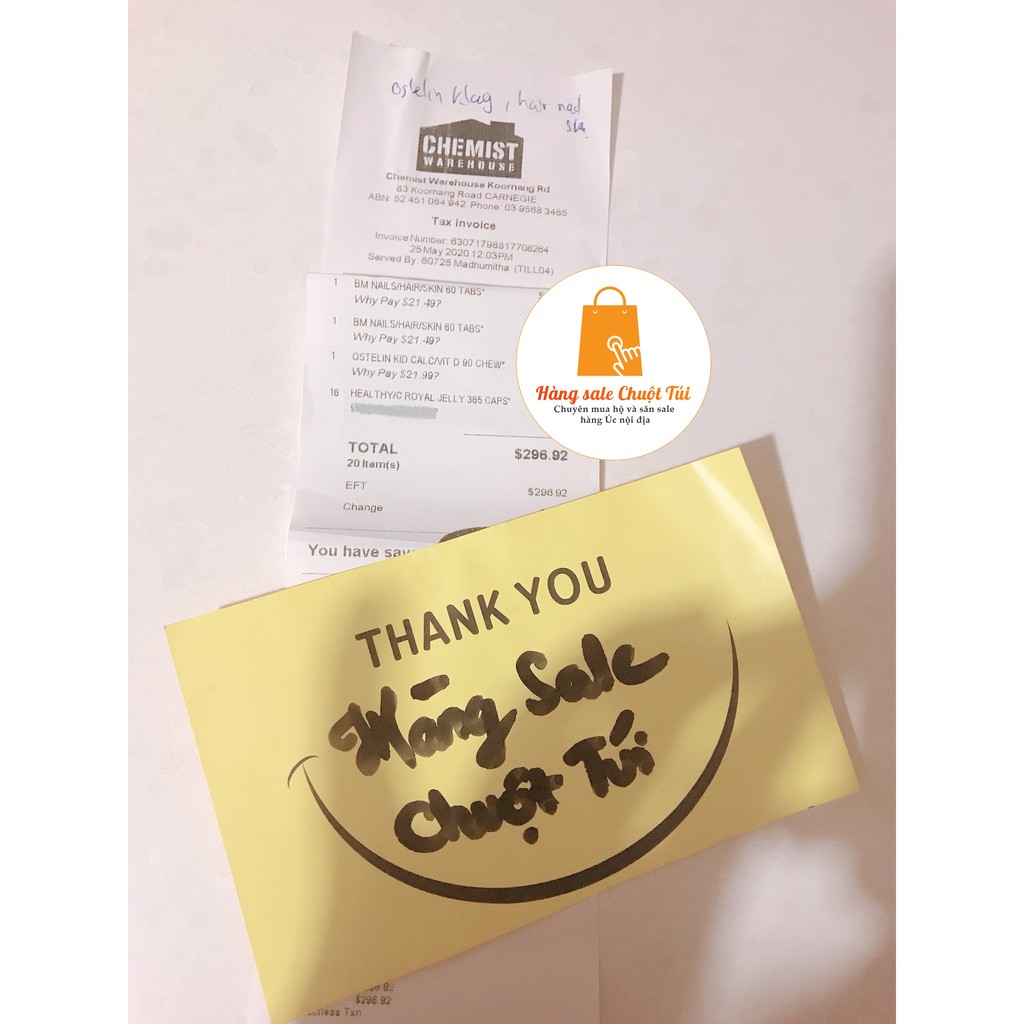 Ostelin
, hair
CHEMIST
WAREHOUSE
Chemist Warehouse Koornang Rd
83 Koornang Road CARNEGIE
ABN: 52 451 064 942 Phone: 03 9568 3485
Tax Invoice
Invoice Number: 63071798817708264
25 May 2020 12:03PM
Served By: 60725 Madhumitha (TILL04)
1 BM NAILS/HAIR/SKIN 60 TABS*
Why Pay $21.49?
1 BM NAILS/HAIR/SKIN 60 TABS*
Why Pay $21.49?
1 OSTELIN KID CALC/VIT D 90 CHEW*
Why Pay $21.99?
16 HEALTHY/C ROYAL JELLY 365 CAPS*
TOTAL $296.92
20 Item(s)
EFT $296.92
Change
You have
Hàng sale Chuột Túi
Chuyên mua hộ và săn sale
hàng Úc nội địa
THANK YOU
Hàng Sale
Chuột Túi
$296.92
Txn